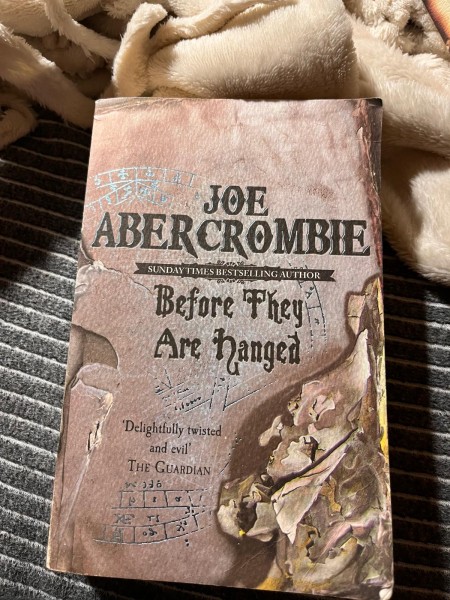 JOE
ABERCROMBIE
SUNDAY TIMES BESTSELLING AUTHOR
Before They
Are Hanged
'Delightfully twisted
and evil'
THE GUARDIAN